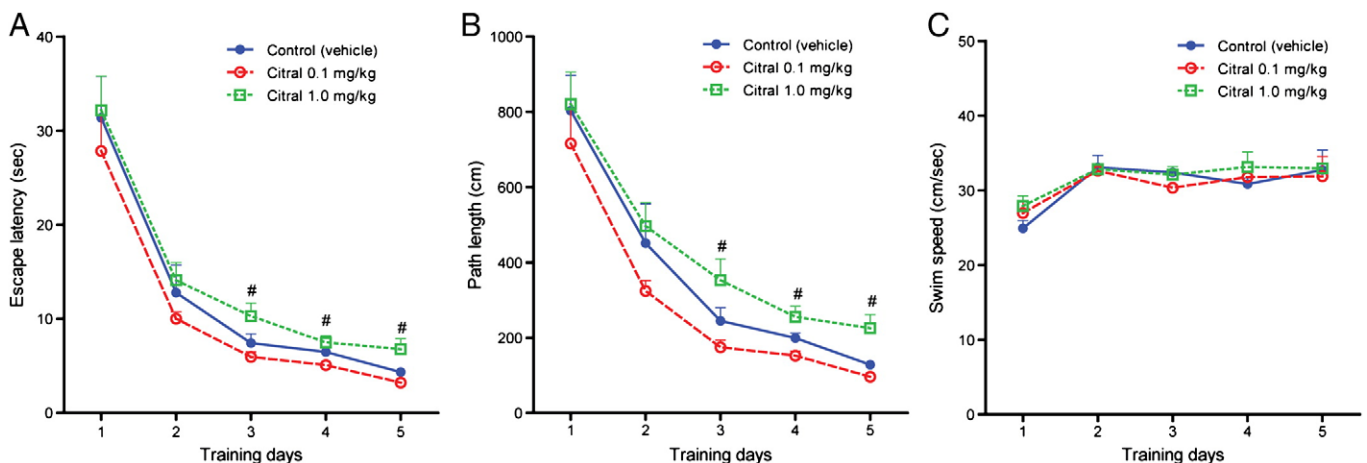 A
Escape latency (sec)
40
30
20
10
0
Control (vehicle)
Citral 0.1 mg/kg
Citral 1.0 mg/kg
#
#
#
1 2 3 4 5
Training days
B
Path length (cm)
1000
800
600
400
200
0
Control (vehicle)
Citral 0.1 mg/kg
Citral 1.0 mg/kg
#
#
#
1 2 3 4 5
Training days
C
Swim speed (cm/sec)
50
40
30
20
10
0
Control (vehicle)
Citral 0.1 mg/kg
Citral 1.0 mg/kg
1 2 3 4 5
Training days